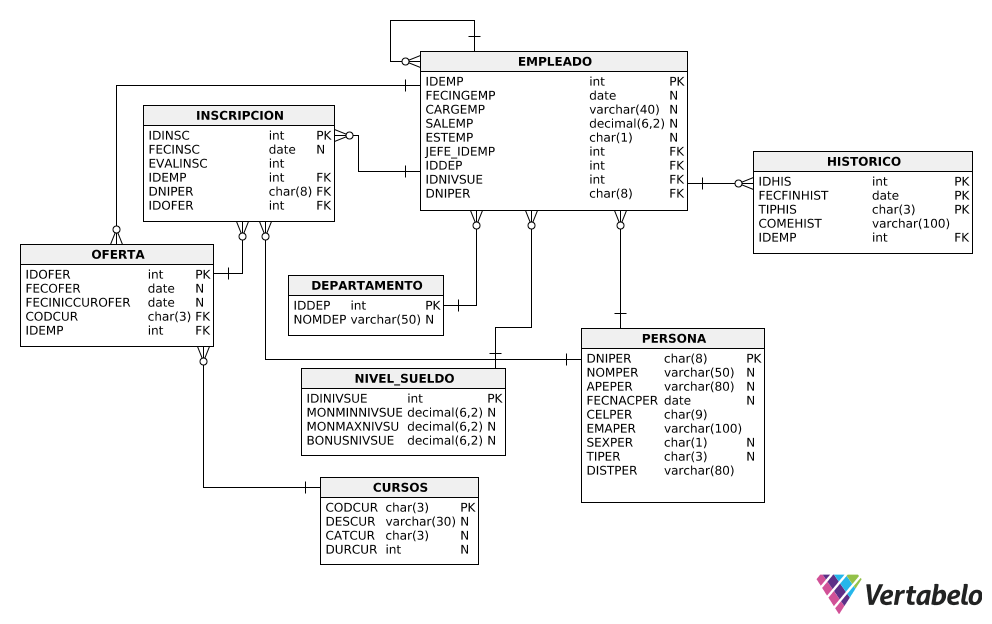 EMPLEADO
IDEMP int PK
FECINGEMP date N
CARGEMP varchar(40) N
SALEMP decimal(6,2) N
ESTEMP char(1) N
JEFE_IDEMP int FK
IDDEP int FK
IDNIVSUE int FK
DNIPER char(8) FK
INSCRIPCION
IDINSC int PK
FECINSC date N
EVALINSC int
IDEMP int FK
DNIPER char(8) FK
IDOFER int FK
HISTORICO
IDHIS int PK
FECFINHIST date PK
TIPHIS char(3) PK
COMEHIST varchar(100)
IDEMP int FK
OFERTA
IDOFER int PK
FECOFER date N
FECINICCUROFER date N
CODCUR char(3) FK
IDEMP int FK
DEPARTAMENTO
IDDEP int PK
NOMDEP varchar(50) N
PERSONA
DNIPER char(8) PK
NOMPER varchar(50) N
APEPER varchar(80) N
FECNACPER date N
CELPER char(9)
EMAPER varchar(100)
SEXPER char(1) N
TIPER char(3) N
DISTPER varchar(80)
NIVEL_SUELDO
IDINIVSUE int PK
MONMINNIVSUE decimal(6,2) N
MONMAXNIVSU decimal(6,2) N
BONUSNIVSUE decimal(6,2) N
CURSOS
CODCUR char(3) PK
DESCUR varchar(30) N
CATCUR char(3) N
DURCUR int N
Vertabelo